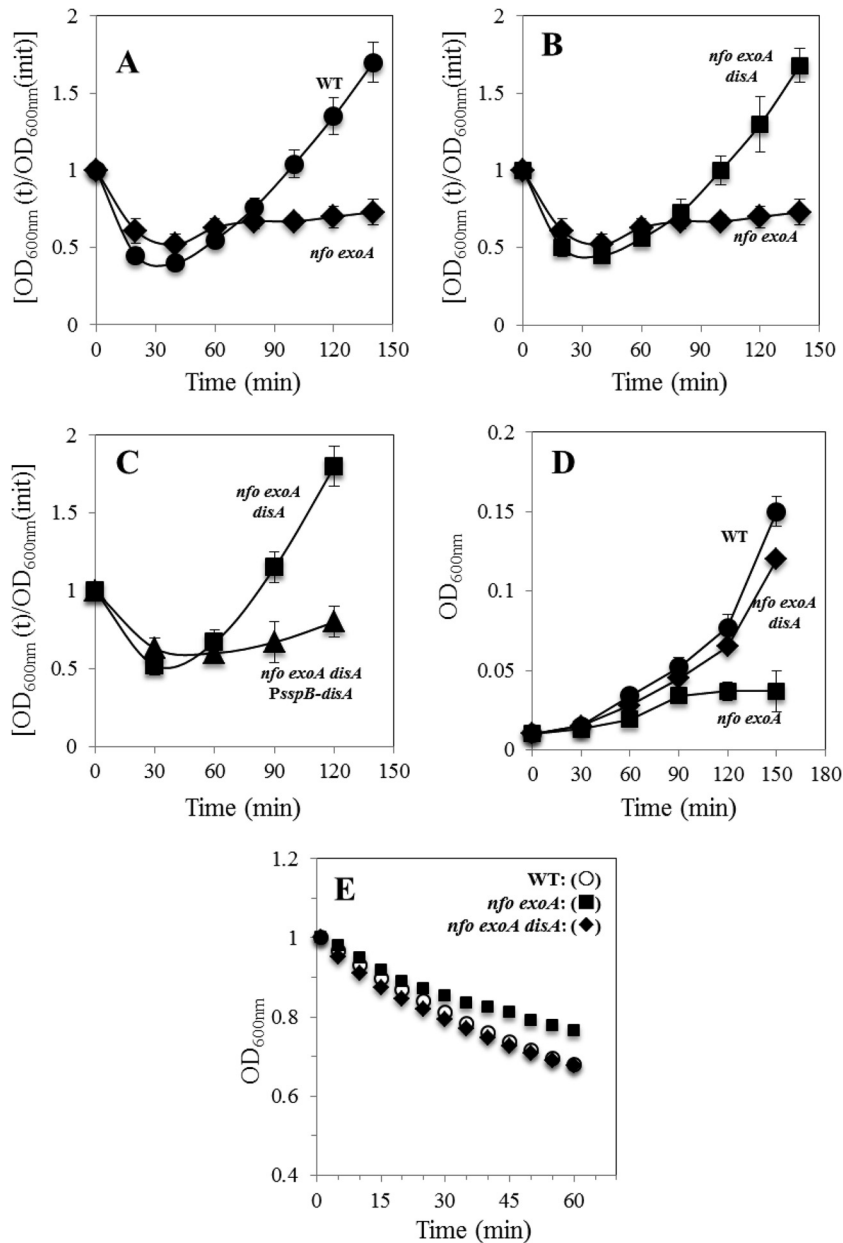 A
[OD600nm (t)/OD600nm(init)]
2
1.5
1
0.5
0
WT
nfo exoA
0 30 60 90 120 150
Time (min)
B
[OD600nm (t)/OD600nm(init)]
2
1.5
1
0.5
0
nfo exoA
disA
nfo exoA
0 30 60 90 120 150
Time (min)
C
[OD600nm (t)/OD600nm(init)]
2
1.5
1
0.5
0
nfo exoA
disA
nfo exoA disA
PsspB-disA
0 30 60 90 120 150
Time (min)
D
OD600nm
0.2
0.15
0.1
0.05
0
WT
nfo exoA
disA
nfo exoA
0 30 60 90 120 150 180
Time (min)
E
OD600nm
1.2
1
0.8
0.6
0.4
WT: (○)
nfo exoA: (■)
nfo exoA disA: (◆)
0 15 30 45 60
Time (min)